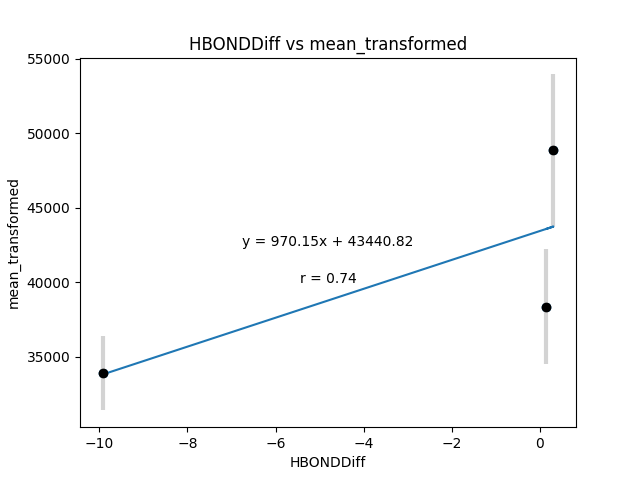 HBONDDiff vs mean_transformed
55000
50000
45000
40000
35000
mean_transformed
y = 970.15x + 43440.82
r = 0.74
−10
−8
−6
−4
−2
0
HBONDDiff